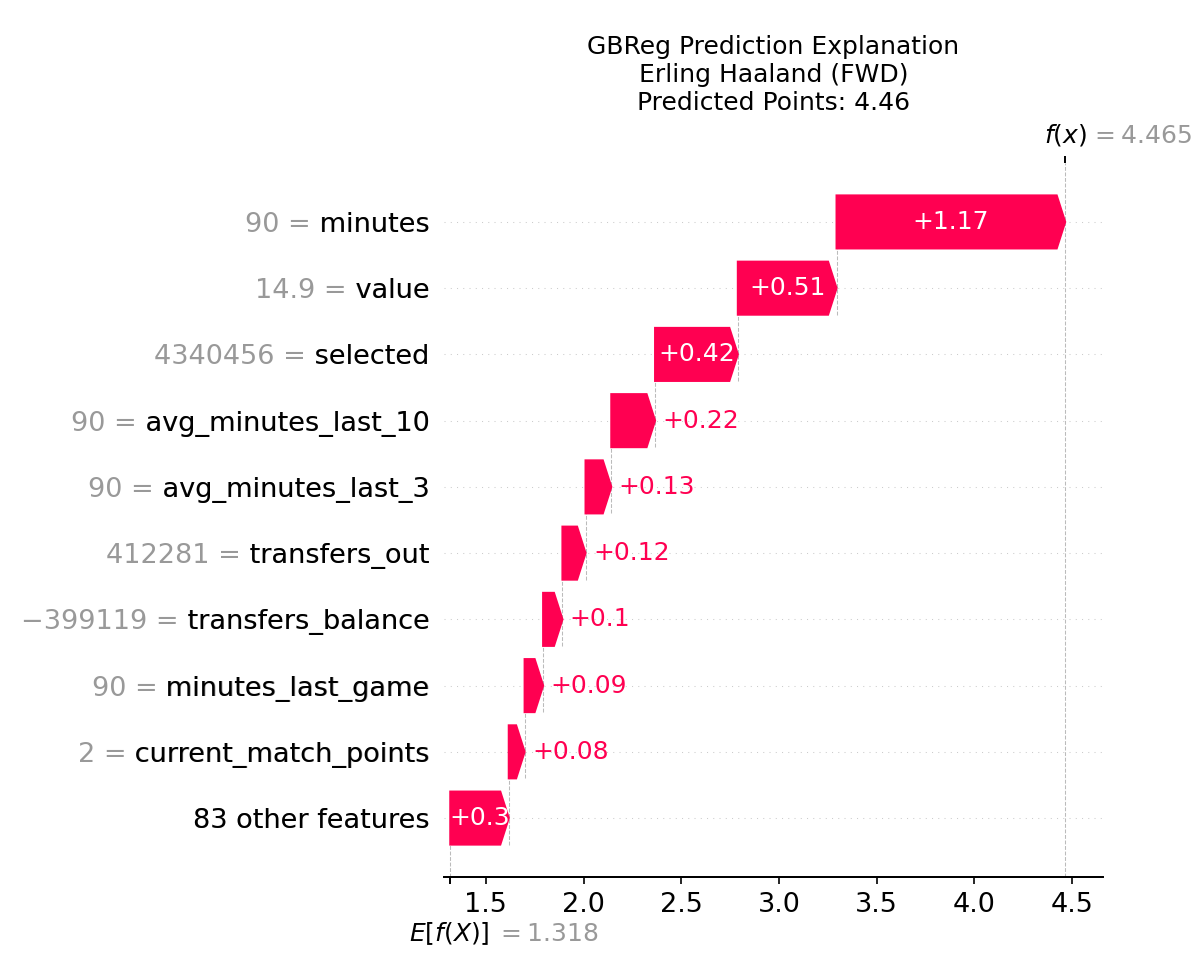 GBReg Prediction Explanation
Erling Haaland (FWD)
Predicted Points: 4.46
f(x) = 4.465
90 = minutes
+1.17
14.9 = value
+0.51
4340456 = selected
+0.42
90 = avg_minutes_last_10
+0.22
90 = avg_minutes_last_3
+0.13
412281 = transfers_out
+0.12
−399119 = transfers_balance
+0.1
90 = minutes_last_game
+0.09
2 = current_match_points
+0.08
83 other features
+0.3
1.5 2.0 2.5 3.0 3.5 4.0 4.5
E[f(X)] = 1.318